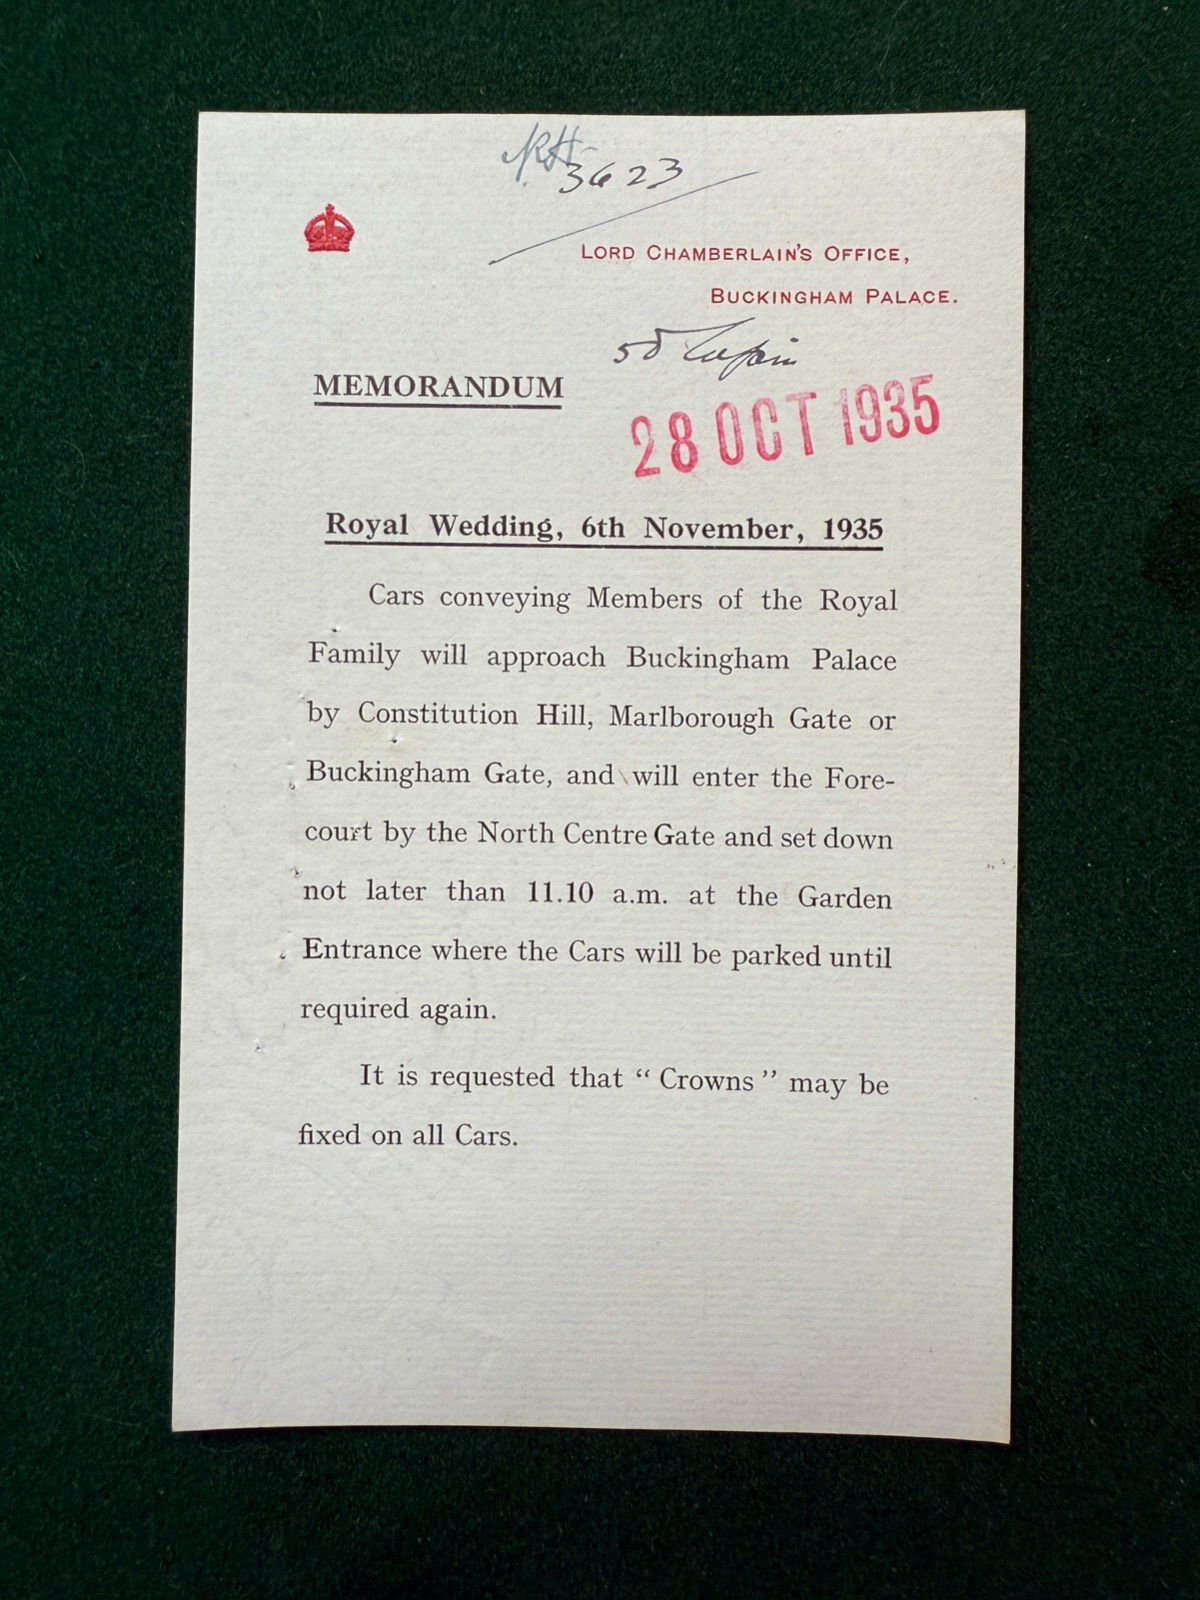 3623
LORD CHAMBERLAIN'S OFFICE,
BUCKINGHAM PALACE.
MEMORANDUM
28 OCT 1935
Royal Wedding, 6th November, 1935
Cars conveying Members of the Royal
Family will approach Buckingham Palace
by Constitution Hill, Marlborough Gate or
Buckingham Gate, and will enter the Fore-
court by the North Centre Gate and set down
not later than 11.10 a.m. at the Garden
Entrance where the Cars will be parked until
required again.
It is requested that “ Crowns ” may be
fixed on all Cars.